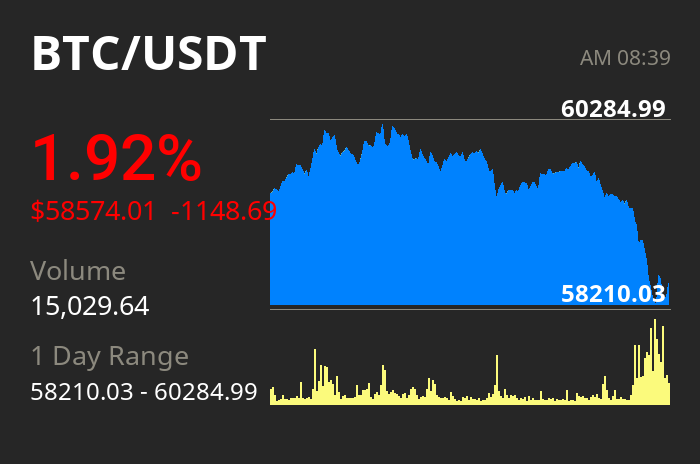 BTC/USDT
AM 08:39
60284.99
1.92%
$58574.01 -1148.69
Volume
58210.03
15,029.64
1 Day Range
58210.03 - 60284.99